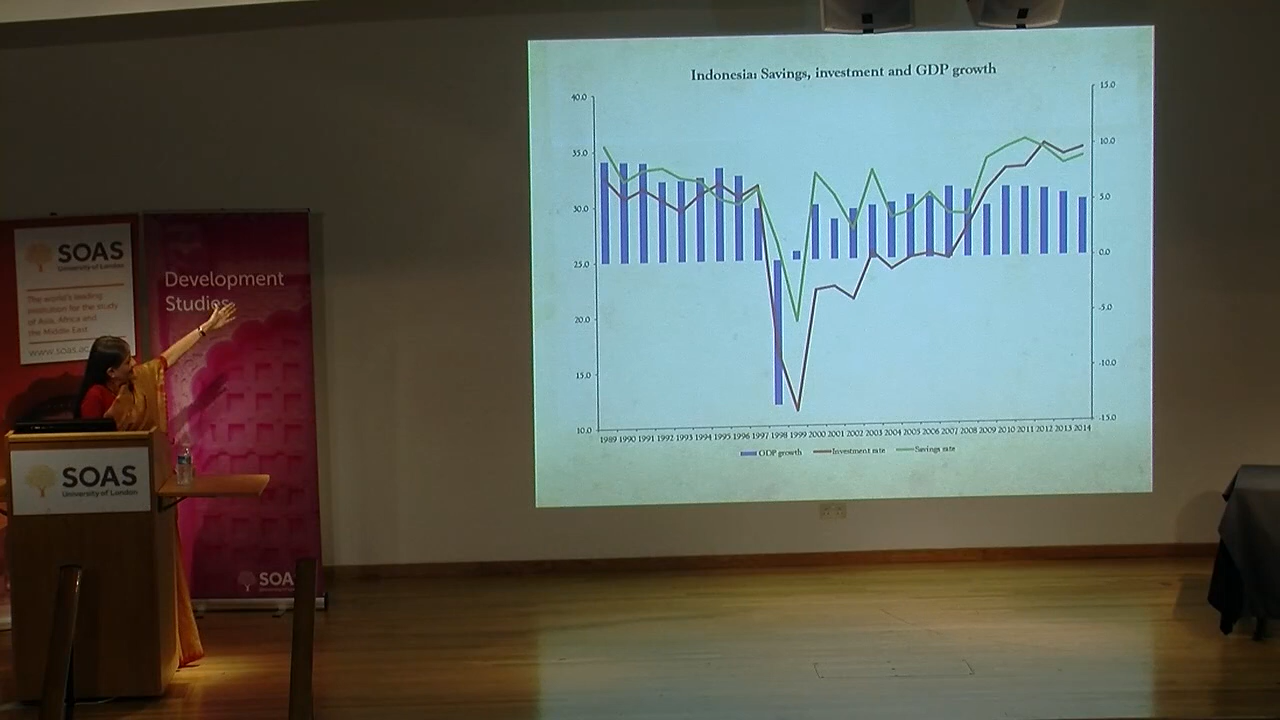 Indonesia: Savings, investment and GDP growth
40.0
35.0
30.0
25.0
20.0
15.0
10.0
15.0
10.0
5.0
0.0
-5.0
-10.0
-15.0
1989 1990 1991 1992 1993 1994 1995 1996 1997 1998 1999 2000 2001 2002 2003 2004 2005 2006 2007 2008 2009 2010 2011 2012 2013 2014
GDP growth Investment rate Savings rate
SOAS
University of London
The world's leading
institution for the study
of Asia, Africa and
the Middle East
www.soas.ac
Development
Studies
SOAS
University of London
SOA